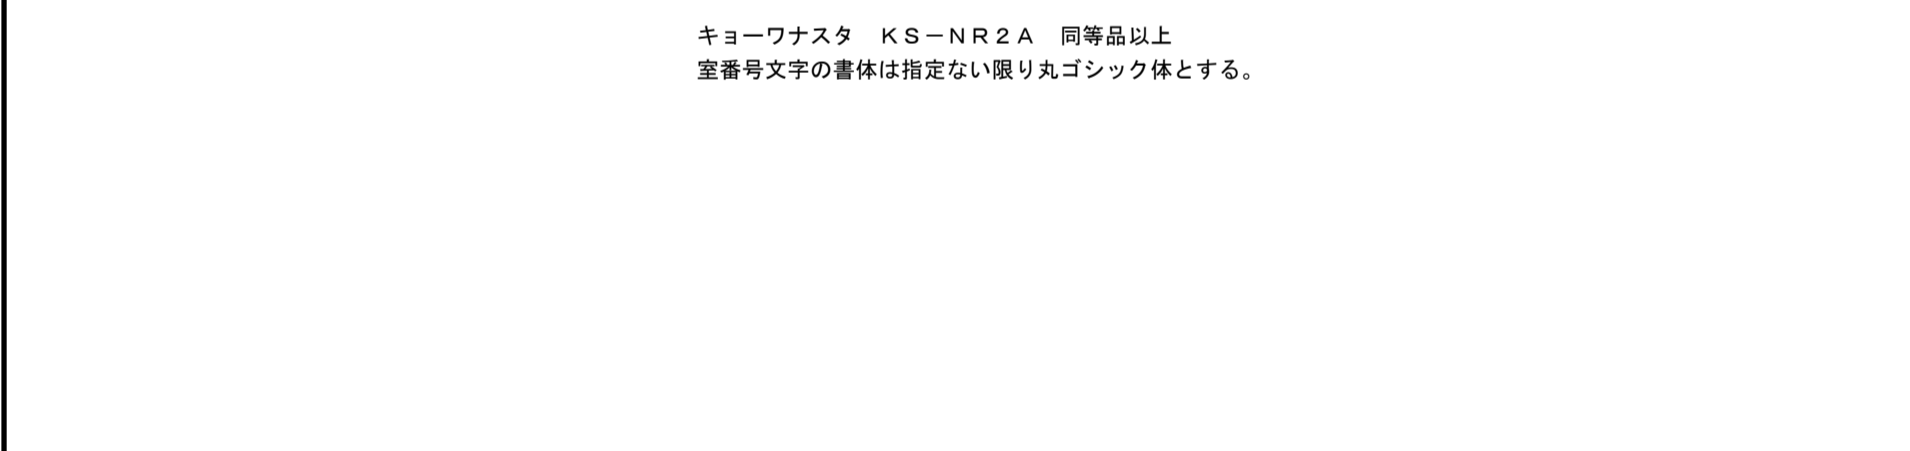 キョーワナスタ　ＫＳ－ＮＲ２Ａ　同等品以上
室番号文字の書体は指定ない限り丸ゴシック体とする。